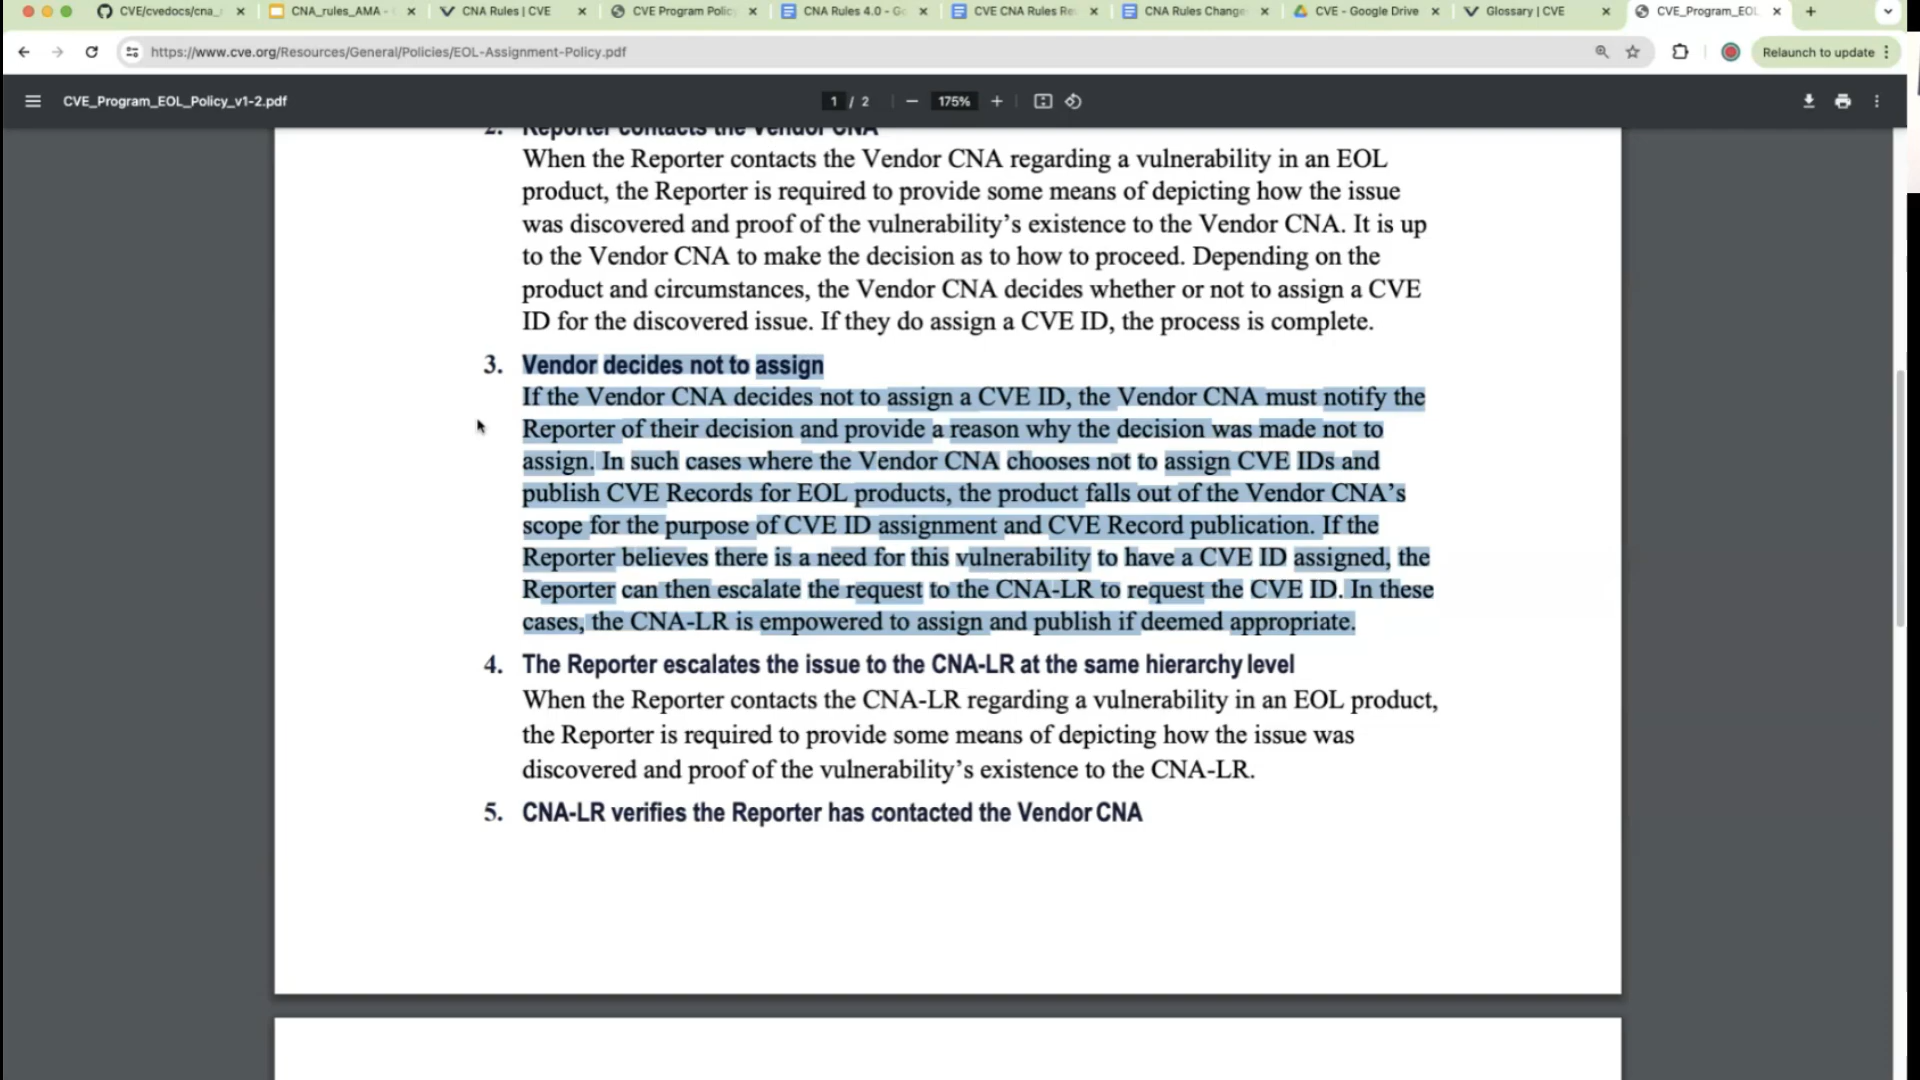 CVE/cvedocs/cna_
CNA_rules_AMA -
CNA Rules | CVE
CVE Program Polic
CNA Rules 4.0 - Go
CVE CNA Rules Re
CNA Rules Change
CVE - Google Drive
Glossary | CVE
CVE_Program_EOL
https://www.cve.org/Resources/General/Policies/EOL-Assignment-Policy.pdf
Relaunch to update
CVE_Program_EOL_Policy_v1-2.pdf
1 / 2
175%
2. Reporter contacts the Vendor CNA
When the Reporter contacts the Vendor CNA regarding a vulnerability in an EOL
product, the Reporter is required to provide some means of depicting how the issue
was discovered and proof of the vulnerability's existence to the Vendor CNA. It is up
to the Vendor CNA to make the decision as to how to proceed. Depending on the
product and circumstances, the Vendor CNA decides whether or not to assign a CVE
ID for the discovered issue. If they do assign a CVE ID, the process is complete.
3. Vendor decides not to assign
If the Vendor CNA decides not to assign a CVE ID, the Vendor CNA must notify the
Reporter of their decision and provide a reason why the decision was made not to
assign. In such cases where the Vendor CNA chooses not to assign CVE IDs and
publish CVE Records for EOL products, the product falls out of the Vendor CNA's
scope for the purpose of CVE ID assignment and CVE Record publication. If the
Reporter believes there is a need for this vulnerability to have a CVE ID assigned, the
Reporter can then escalate the request to the CNA-LR to request the CVE ID. In these
cases, the CNA-LR is empowered to assign and publish if deemed appropriate.
4. The Reporter escalates the issue to the CNA-LR at the same hierarchy level
When the Reporter contacts the CNA-LR regarding a vulnerability in an EOL product,
the Reporter is required to provide some means of depicting how the issue was
discovered and proof of the vulnerability's existence to the CNA-LR.
5. CNA-LR verifies the Reporter has contacted the Vendor CNA